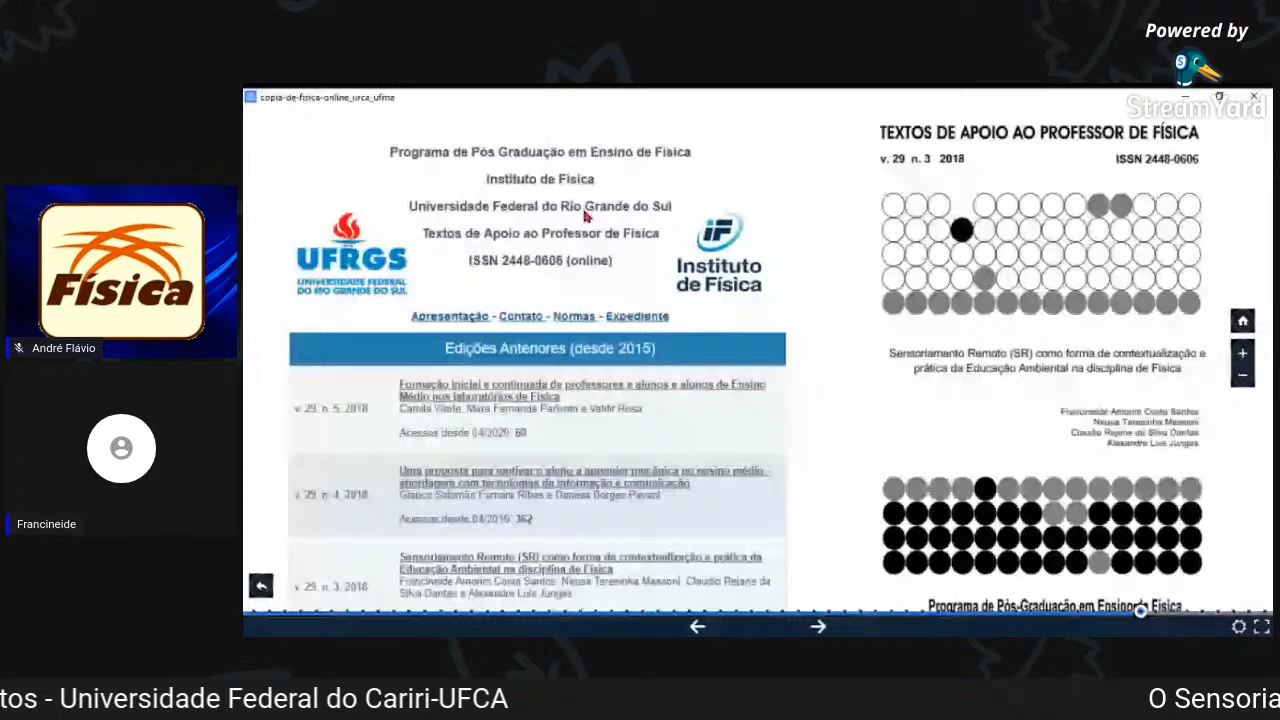 Powered by
StreamYard
copia-de-fisica-online_urca_ufma
Programa de Pós Graduação em Ensino de Física
Instituto de Física
Universidade Federal do Rio Grande do Sul
Textos de Apoio ao Professor de Física
ISSN 2448-0606 (online)
UFRGS
UNIVERSIDADE FEDERAL
DO RIO GRANDE DO SUL
iF
Instituto
de Física
Apresentação - Contato - Normas - Expediente
Edições Anteriores (desde 2015)
Formação inicial e continuada de professores e alunos e alunos de Ensino
Médio nos laboratórios de Física
v. 29, n. 5, 2018
Camila Werle, Maria Fernanda e Valdir Rosa
Acessos desde 04/2020: 60
Uma proposta para motivar o aluno a aprender mecânica no ensino médio -
abordagem com tecnologias da informação e comunicação
v. 29, n. 4, 2018
Glauco Salomão Ferreira Ribas e Daniela Borges Pavani
Acessos desde 04/2019: 362
Sensoriamento Remoto (SR) como forma de contextualização e prática da
Educação Ambiental na disciplina de Física
v. 29, n. 3, 2018
Francineide Amorim Costa Santos, Neusa Teresinha Massoni, Claudio Rejane da
Silva Dantas e Alexandre Luis Junges
TEXTOS DE APOIO AO PROFESSOR DE FÍSICA
v. 29 n. 3 2018
ISSN 2448-0606
Sensoriamento Remoto (SR) como forma de contextualização e
prática da Educação Ambiental na disciplina de Física
Francineide Amorim Costa Santos
Neusa Teresinha Massoni
Claudio Rejane da Silva Dantas
Alexandre Luis Junges
Programa de Pós-Graduação em Ensino de Física
Física
André Flávio
Francineide
tos - Universidade Federal do Cariri-UFCA
O Sensoria